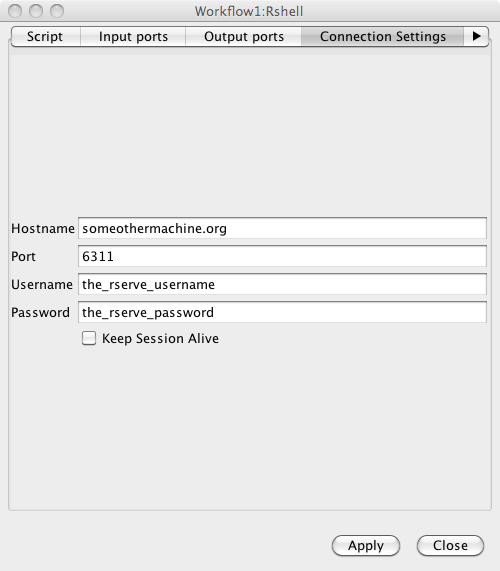 Workflow1:Rshell
Script Input ports Output ports Connection Settings
Hostname someothermachine.org
Port 6311
Username the_rserve_username
Password the_rserve_password
Keep Session Alive
Apply Close